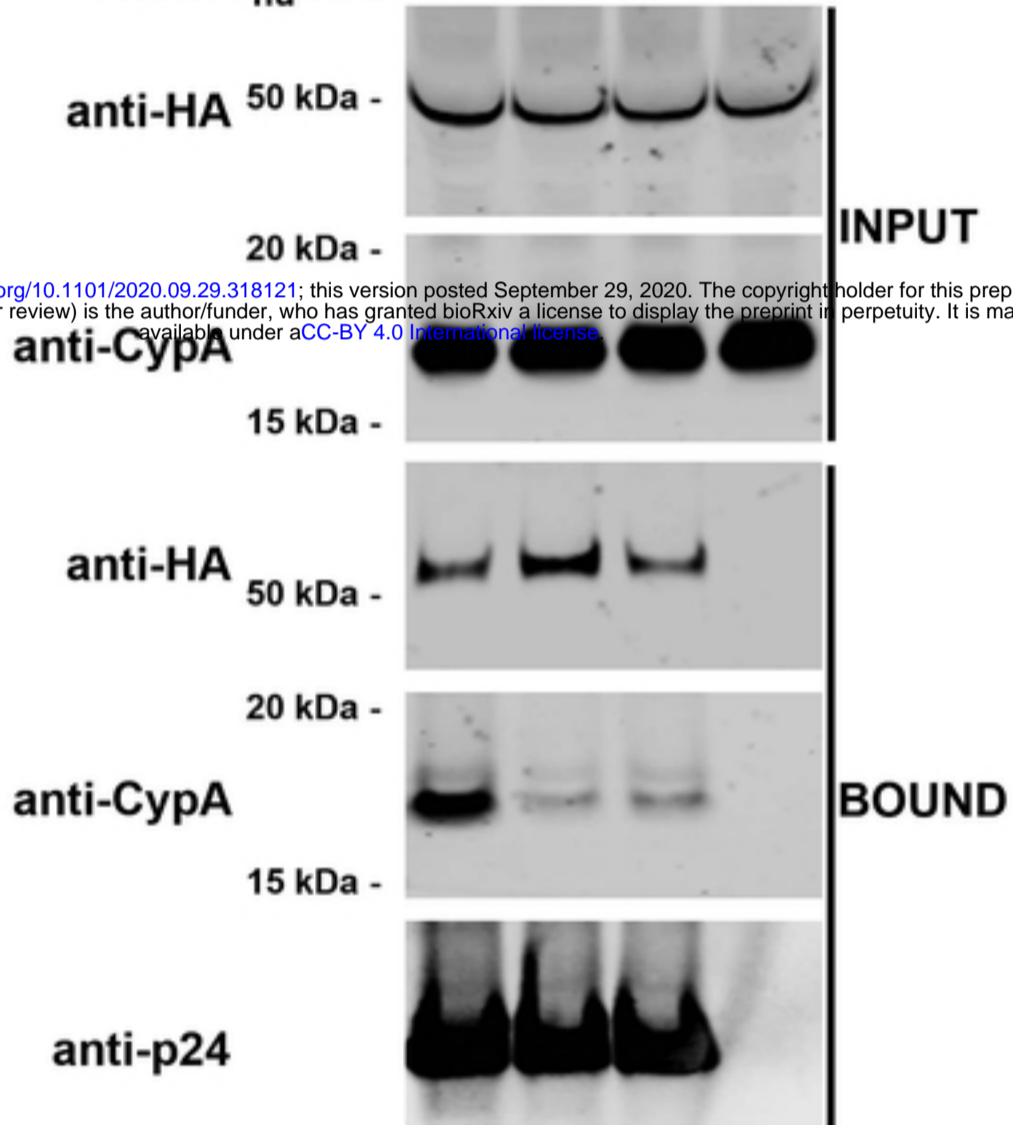 anti-HA 50 kDa -
INPUT
20 kDa -
org/10.1101/2020.09.29.318121; this version posted September 29, 2020. The copyright holder for this prep
review) is the author/funder, who has granted bioRxiv a license to display the preprint in perpetuity. It is ma
available under aCC-BY 4.0 International license.
anti-CypA
15 kDa -
anti-HA
50 kDa -
20 kDa -
anti-CypA
BOUND
15 kDa -
anti-p24